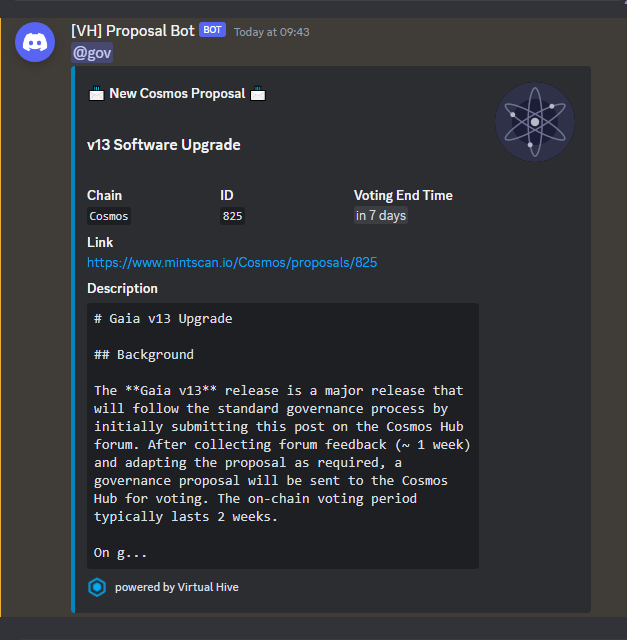 [VH] Proposal Bot BOT Today at 09:43
@gov
New Cosmos Proposal
v13 Software Upgrade
Chain ID Voting End Time
Cosmos 825 in 7 days
Link
https://www.mintscan.io/Cosmos/proposals/825
Description
# Gaia v13 Upgrade
## Background
The **Gaia v13** release is a major release that
will follow the standard governance process by
initially submitting this post on the Cosmos Hub
forum. After collecting forum feedback (~ 1 week)
and adapting the proposal as required, a
governance proposal will be sent to the Cosmos
Hub for voting. The on-chain voting period
typically lasts 2 weeks.
On g...
powered by Virtual Hive